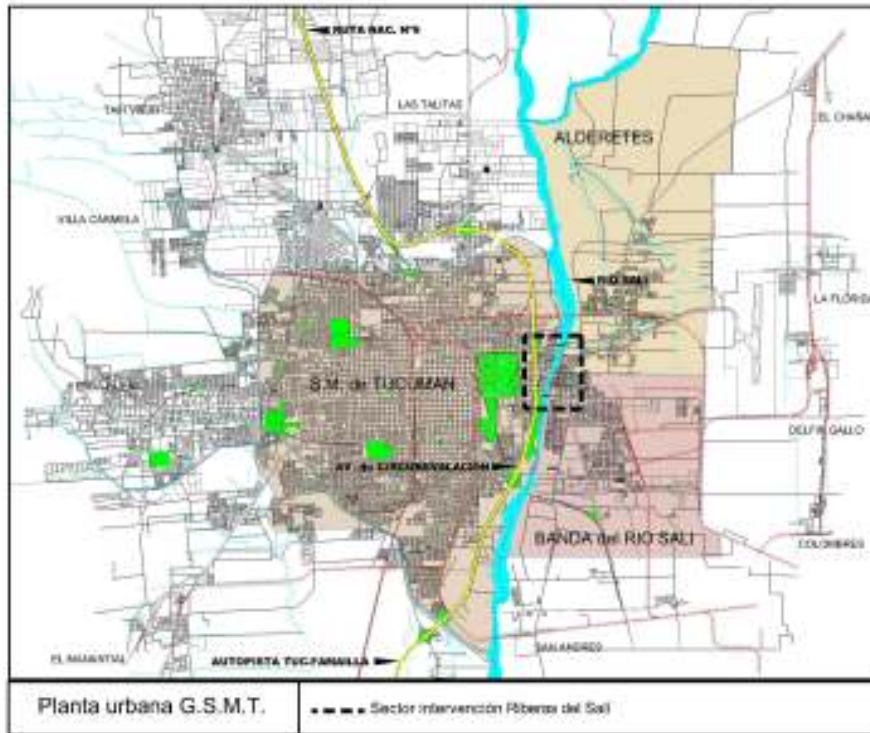 RUTA NAC. Nº9
TAFI VIEJO
LAS TALITAS
EL CHAÑAR
ALDERETES
VILLA CARMELA
RIO SALI
LA FLORIDA
S.M. de TUCUMAN
DELFIN GALLO
AV. de CIRCUNVALACION
BANDA del RIO SALI
COLOMBRES
SAN ANDRES
EL MANANTIAL
AUTOPISTA TUC-FAMAILLA
Planta urbana G.S.M.T.
Sector intervención Riberas del Salí